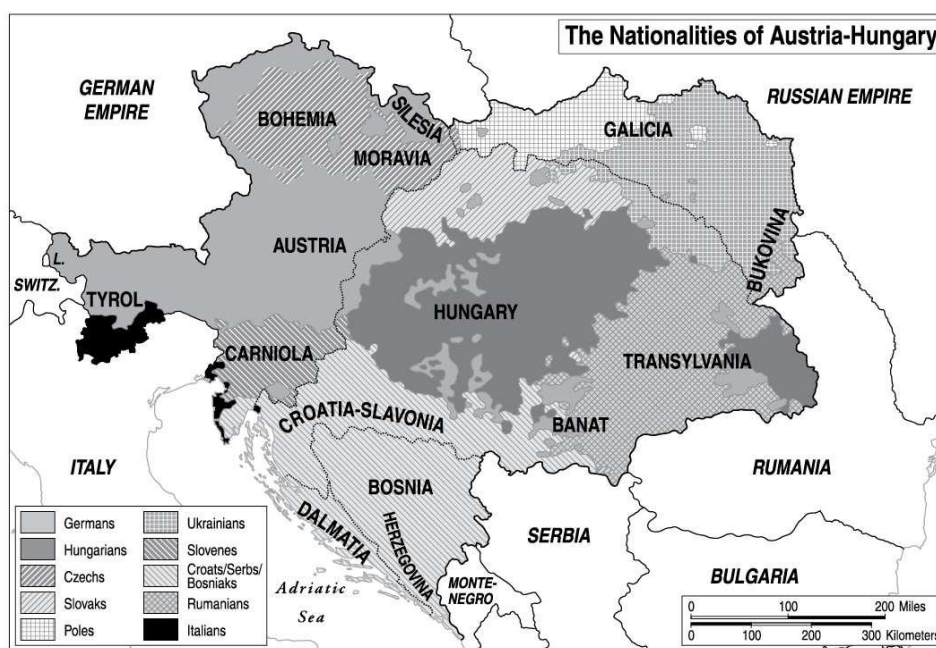 The Nationalities of Austria-Hungary
GERMAN
EMPIRE
RUSSIAN EMPIRE
BOHEMIA
SILESIA
MORAVIA
GALICIA
BUKOVINA
AUSTRIA
L.
SWITZ.
TYROL
HUNGARY
CARNIOLA
TRANSYLVANIA
CROATIA-SLAVONIA
BANAT
ITALY
BOSNIA
HERZEGOVINA
DALMATIA
RUMANIA
SERBIA
MONTE-
NEGRO
BULGARIA
Adriatic
Sea
Germans
Hungarians
Czechs
Slovaks
Poles
Ukrainians
Slovenes
Croats/Serbs/
Bosniaks
Rumanians
Italians
0 100 200 Miles
0 100 200 300 Kilometers